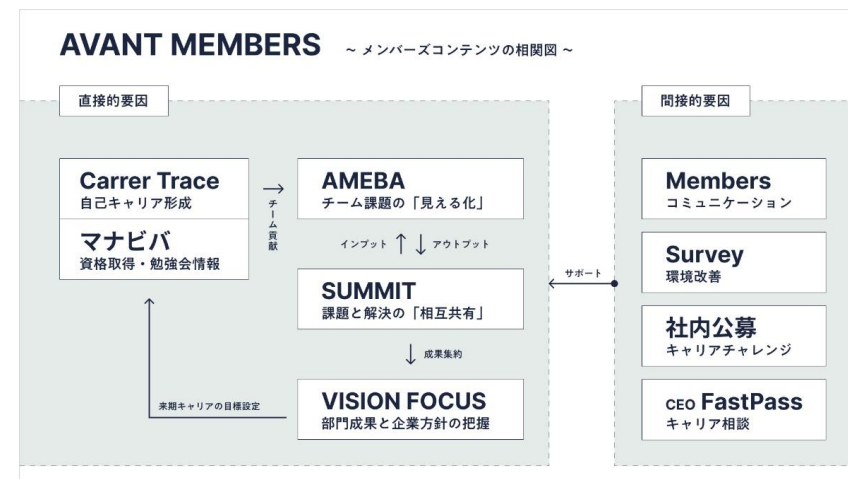 AVANT MEMBERS ～ メンバーズコンテンツの相関図 ～
直接的要因
Carrer Trace
自己キャリア形成
マナビバ
資格取得・勉強会情報
チーム貢献
AMEBA
チーム課題の「見える化」
インプット
アウトプット
SUMMIT
課題と解決の「相互共有」
成果集約
VISION FOCUS
部門成果と企業方針の把握
来期キャリアの目標設定
サポート
間接的要因
Members
コミュニケーション
Survey
環境改善
社内公募
キャリアチャレンジ
CEO FastPass
キャリア相談